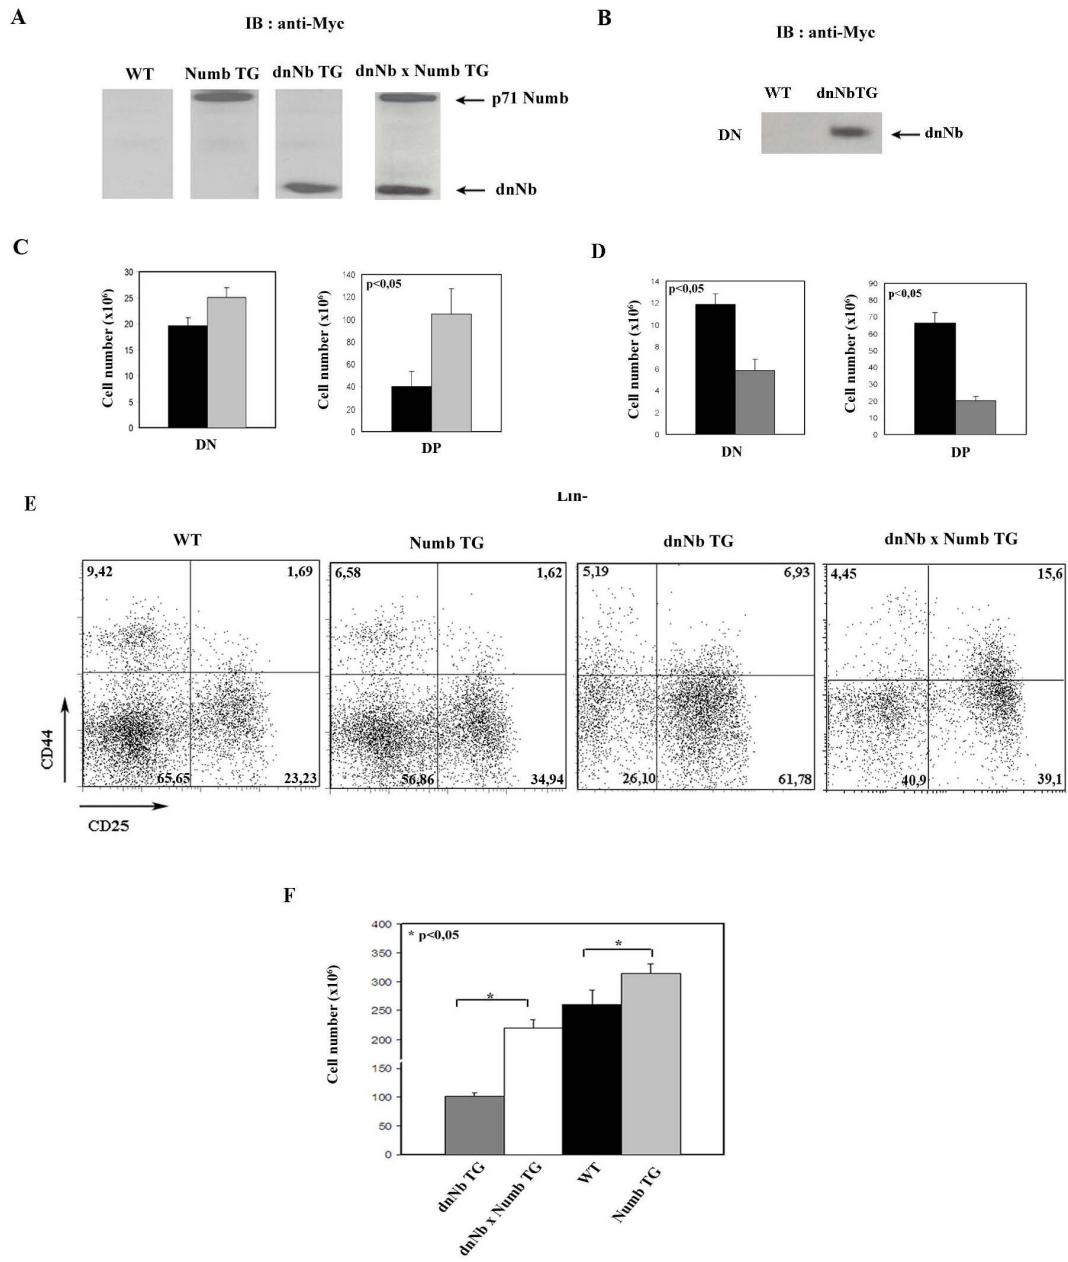 A
IB : anti-Myc
WT Numb TG dnNb TG dnNb x Numb TG
p71 Numb
dnNb
B
IB : anti-Myc
WT dnNbTG
DN
dnNb
C
Cell number (x10⁶)
30
25
20
15
10
5
0
DN
Cell number (x10⁶)
p<0,05
140
120
100
80
60
40
20
0
DP
D
Cell number (x10⁶)
p<0,05
14
12
10
8
6
4
2
0
DN
Cell number (x10⁶)
p<0,05
90
80
70
60
50
40
30
20
10
0
DP
E
Lin-
WT
9,42 1,69
65,65 23,23
Numb TG
6,58 1,62
56,86 34,94
dnNb TG
5,19 6,93
26,10 61,78
dnNb x Numb TG
4,45 15,6
40,9 39,1
CD44
CD25
F
Cell number (x10⁶)
* p<0,05
400
350
300
250
200
150
100
50
0
*
*
dnNb TG
dnNb x Numb TG
WT
Numb TG